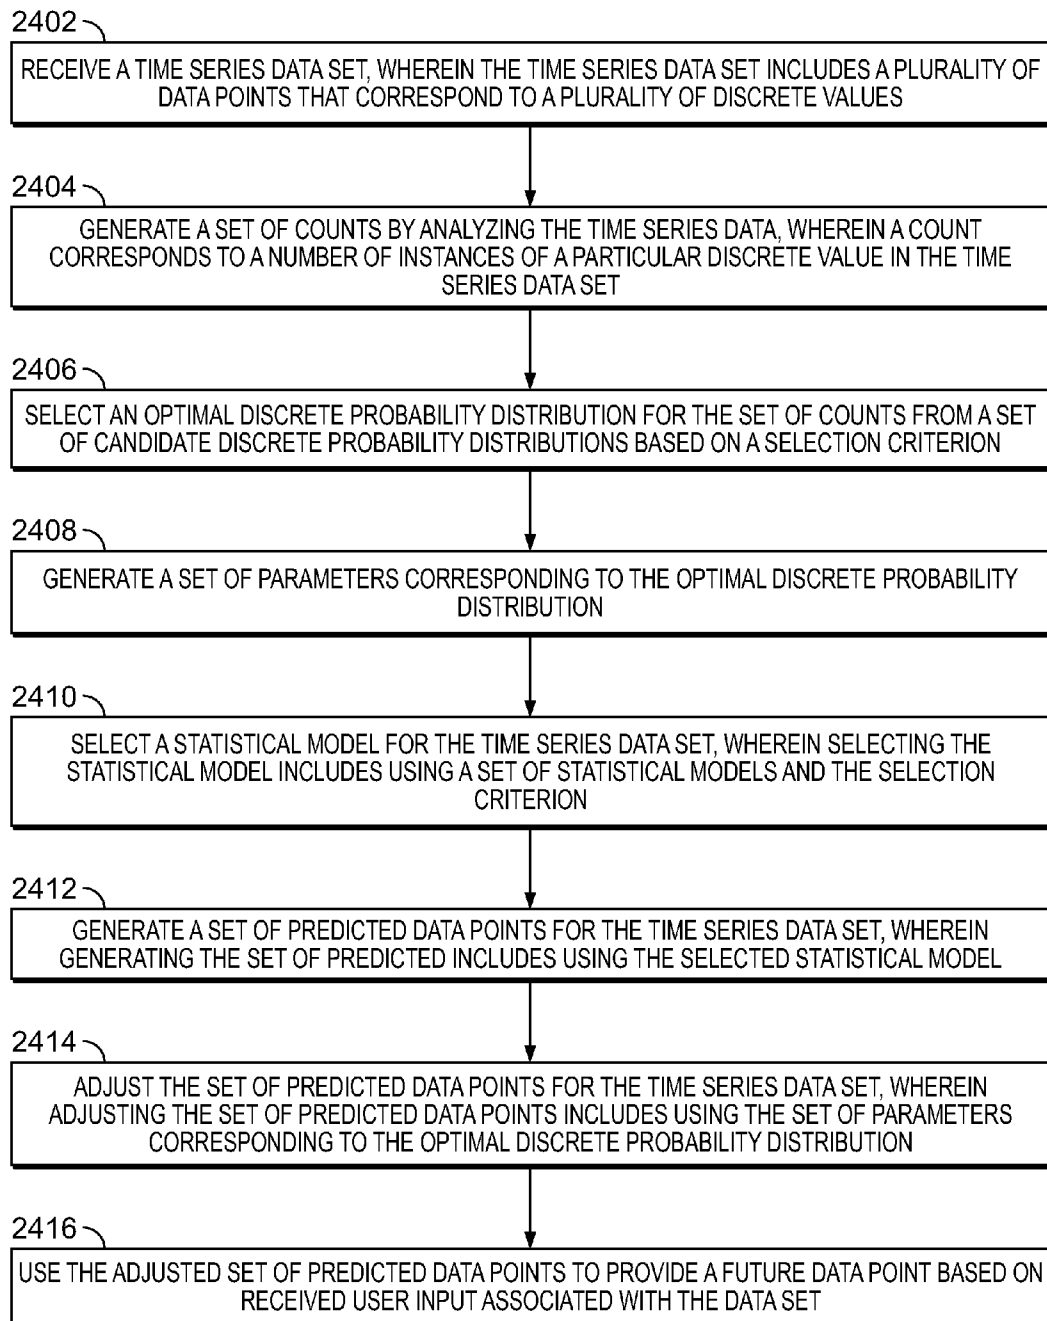 2402
RECEIVE A TIME SERIES DATA SET, WHEREIN THE TIME SERIES DATA SET INCLUDES A PLURALITY OF
DATA POINTS THAT CORRESPOND TO A PLURALITY OF DISCRETE VALUES
2404
GENERATE A SET OF COUNTS BY ANALYZING THE TIME SERIES DATA, WHEREIN A COUNT
CORRESPONDS TO A NUMBER OF INSTANCES OF A PARTICULAR DISCRETE VALUE IN THE TIME
SERIES DATA SET
2406
SELECT AN OPTIMAL DISCRETE PROBABILITY DISTRIBUTION FOR THE SET OF COUNTS FROM A SET
OF CANDIDATE DISCRETE PROBABILITY DISTRIBUTIONS BASED ON A SELECTION CRITERION
2408
GENERATE A SET OF PARAMETERS CORRESPONDING TO THE OPTIMAL DISCRETE PROBABILITY
DISTRIBUTION
2410
SELECT A STATISTICAL MODEL FOR THE TIME SERIES DATA SET, WHEREIN SELECTING THE
STATISTICAL MODEL INCLUDES USING A SET OF STATISTICAL MODELS AND THE SELECTION
CRITERION
2412
GENERATE A SET OF PREDICTED DATA POINTS FOR THE TIME SERIES DATA SET, WHEREIN
GENERATING THE SET OF PREDICTED INCLUDES USING THE SELECTED STATISTICAL MODEL
2414
ADJUST THE SET OF PREDICTED DATA POINTS FOR THE TIME SERIES DATA SET, WHEREIN
ADJUSTING THE SET OF PREDICTED DATA POINTS INCLUDES USING THE SET OF PARAMETERS
CORRESPONDING TO THE OPTIMAL DISCRETE PROBABILITY DISTRIBUTION
2416
USE THE ADJUSTED SET OF PREDICTED DATA POINTS TO PROVIDE A FUTURE DATA POINT BASED ON
RECEIVED USER INPUT ASSOCIATED WITH THE DATA SET